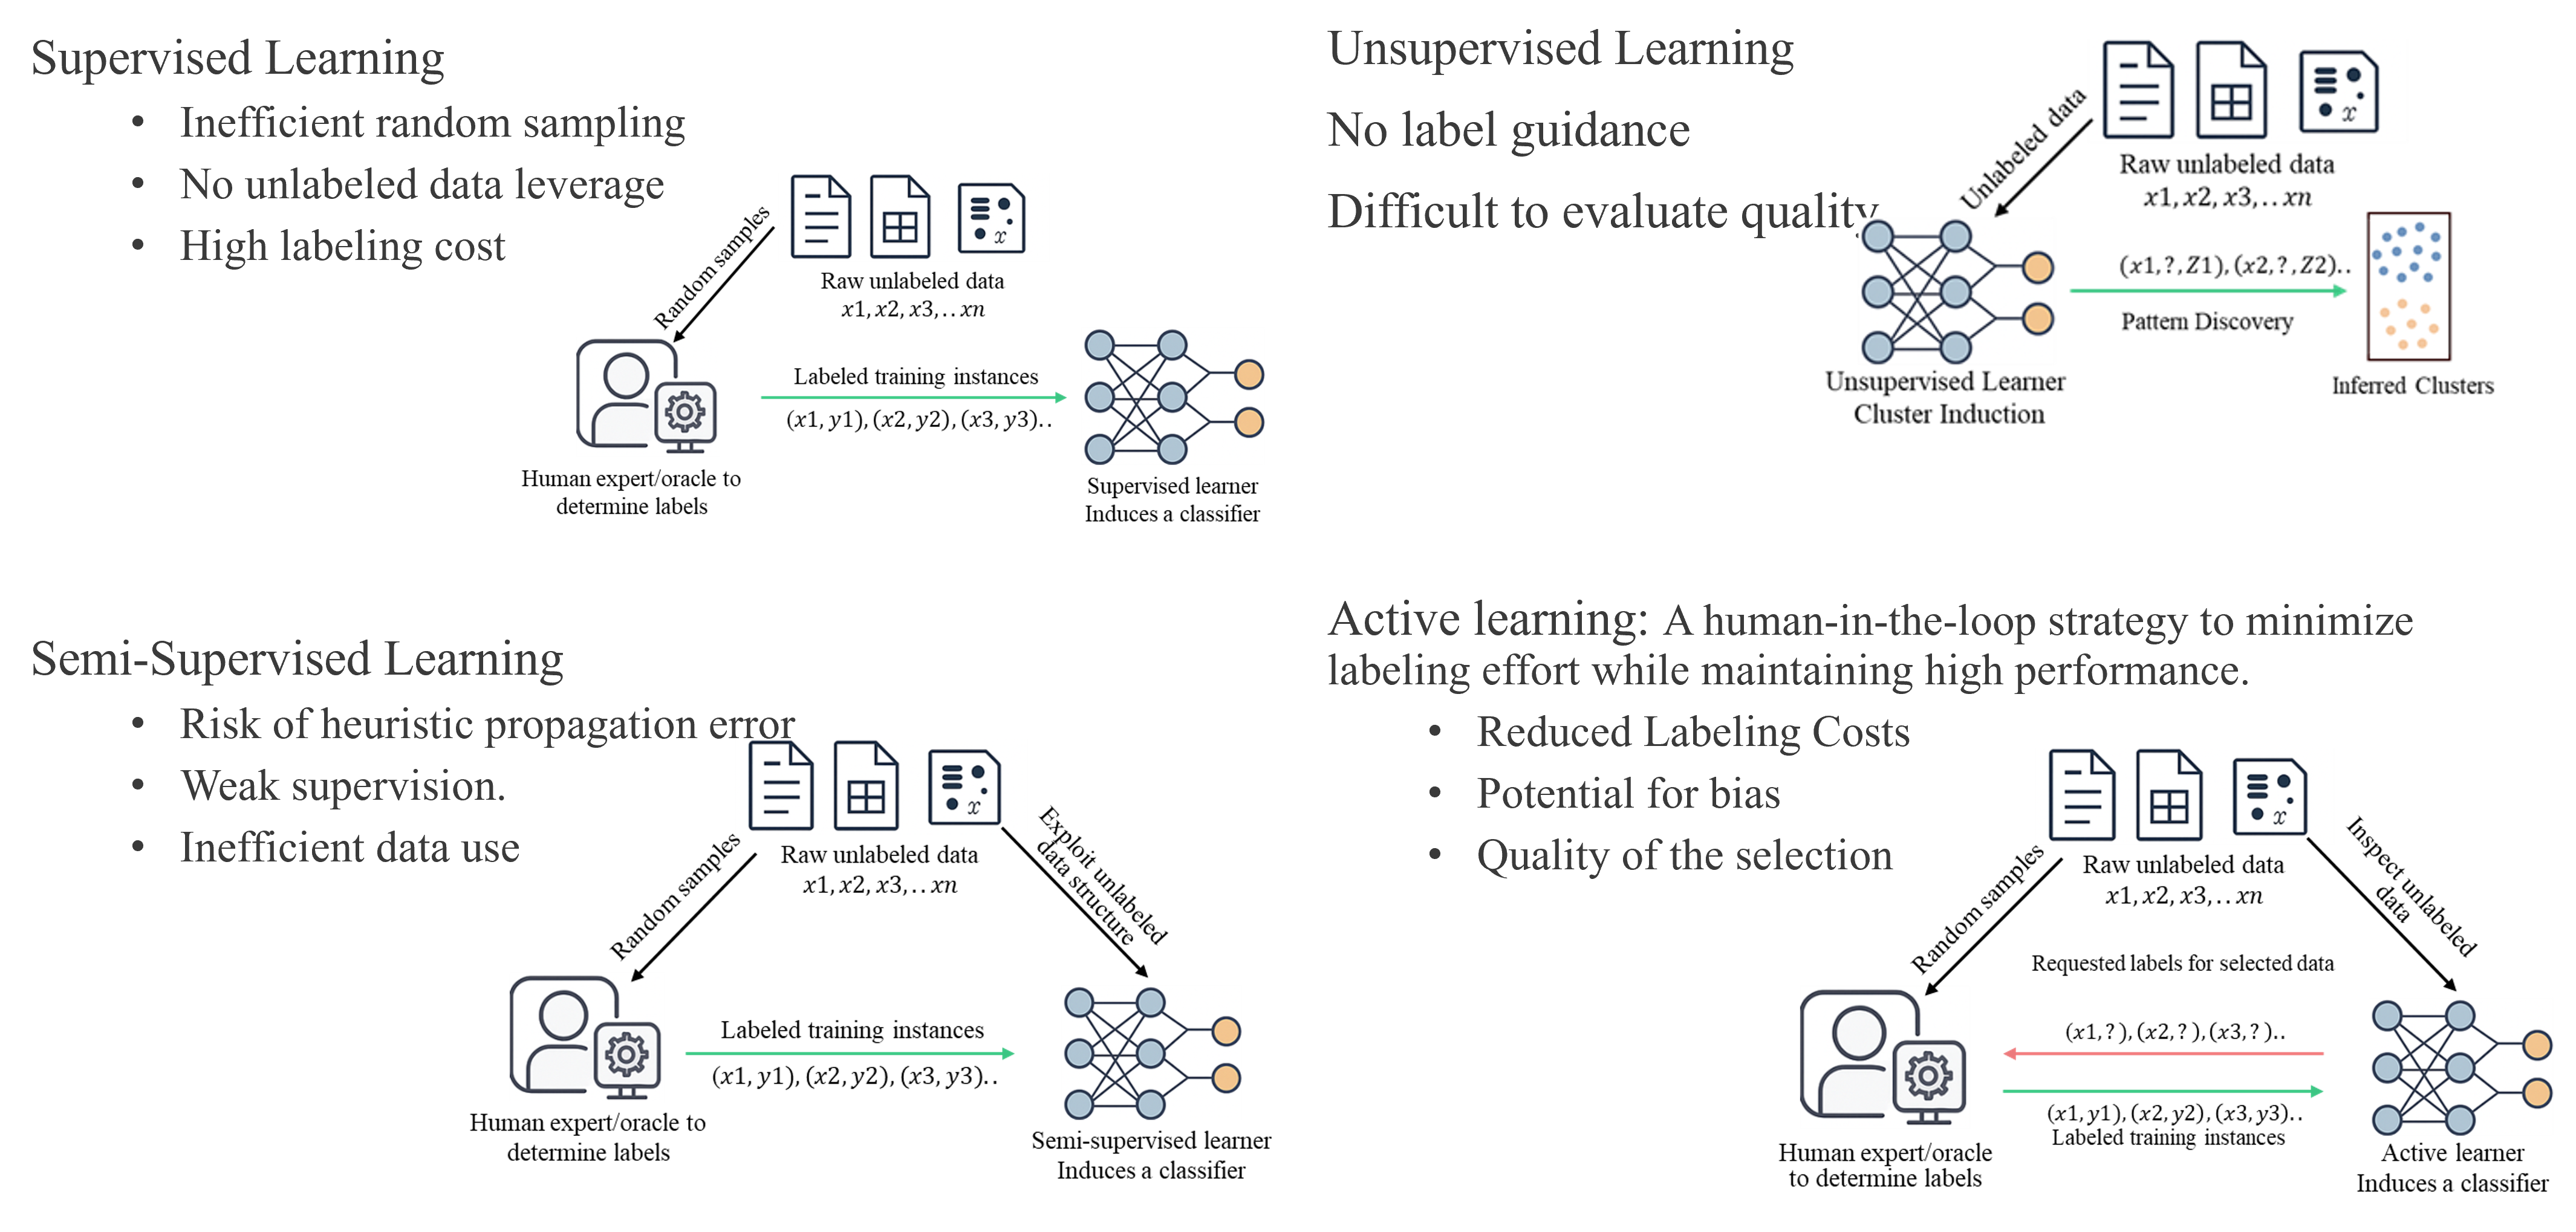 Supervised Learning
• Inefficient random sampling
• No unlabeled data leverage
• High labeling cost
Random samples
x
Raw unlabeled data
x1, x2, x3, . . xn
Labeled training instances
(x1, y1), (x2, y2), (x3, y3). .
Human expert/oracle to
determine labels
Supervised learner
Induces a classifier
Unsupervised Learning
No label guidance
Difficult to evaluate quality
Unlabeled data
x
Raw unlabeled data
x1, x2, x3, . . xn
(x1, ? , Z1), (x2, ? , Z2). .
Pattern Discovery
Unsupervised Learner
Cluster Induction
Inferred Clusters
Semi-Supervised Learning
• Risk of heuristic propagation error
• Weak supervision.
• Inefficient data use
x
Raw unlabeled data
x1, x2, x3, . . xn
Random samples
Exploit unlabeled
data structure
Labeled training instances
(x1, y1), (x2, y2), (x3, y3). .
Human expert/oracle to
determine labels
Semi-supervised learner
Induces a classifier
Active learning: A human-in-the-loop strategy to minimize
labeling effort while maintaining high performance.
• Reduced Labeling Costs
• Potential for bias
• Quality of the selection
x
Raw unlabeled data
x1, x2, x3, . . xn
Random samples
Inspect unlabeled
data
Requested labels for selected data
(x1, ? ), (x2, ? ), (x3, ? ). .
(x1, y1), (x2, y2), (x3, y3). .
Labeled training instances
Human expert/oracle
to determine labels
Active learner
Induces a classifier